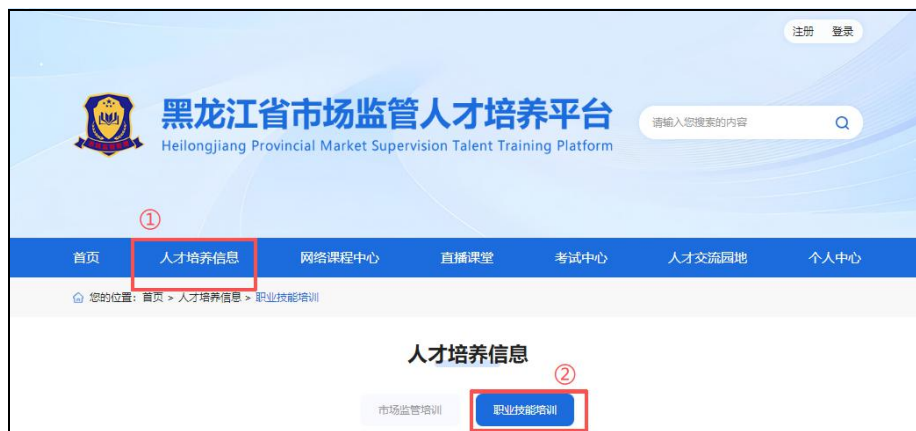 注册 登录
黑龙江省市场监管人才培养平台
请输入您搜索的内容
Heilongjiang Provincial Market Supervision Talent Training Platform
①
首页 人才培养信息 网络课程中心 直播课堂 考试中心 人才交流园地 个人中心
您的位置：首页 > 人才培养信息 > 职业技能培训
人才培养信息
②
市场监管培训 职业技能培训